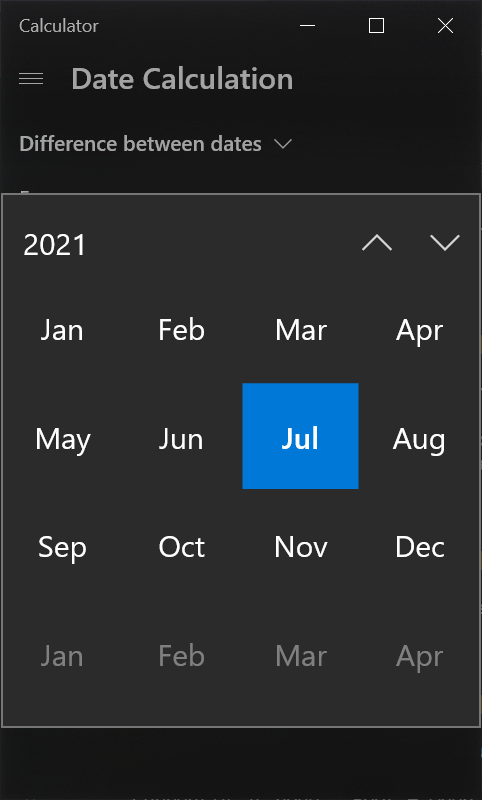 Calculator
Date Calculation
Difference between dates
2021
Jan Feb Mar Apr
May Jun Jul Aug
Sep Oct Nov Dec
Jan Feb Mar Apr